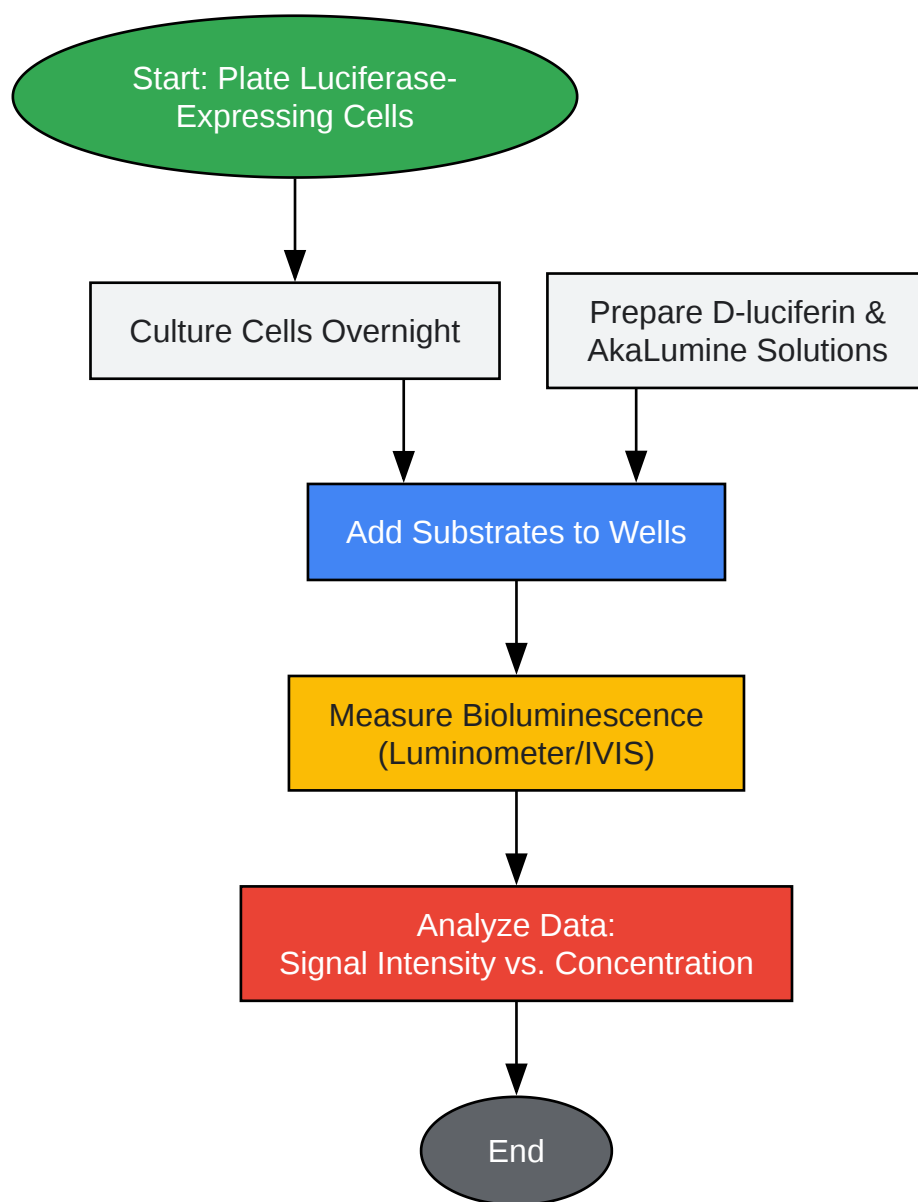 Start: Plate Luciferase-
Expressing Cells
Culture Cells Overnight
Prepare D-luciferin &
AkaLumine Solutions
Add Substrates to Wells
Measure Bioluminescence
(Luminometer/IVIS)
Analyze Data:
Signal Intensity vs. Concentration
End